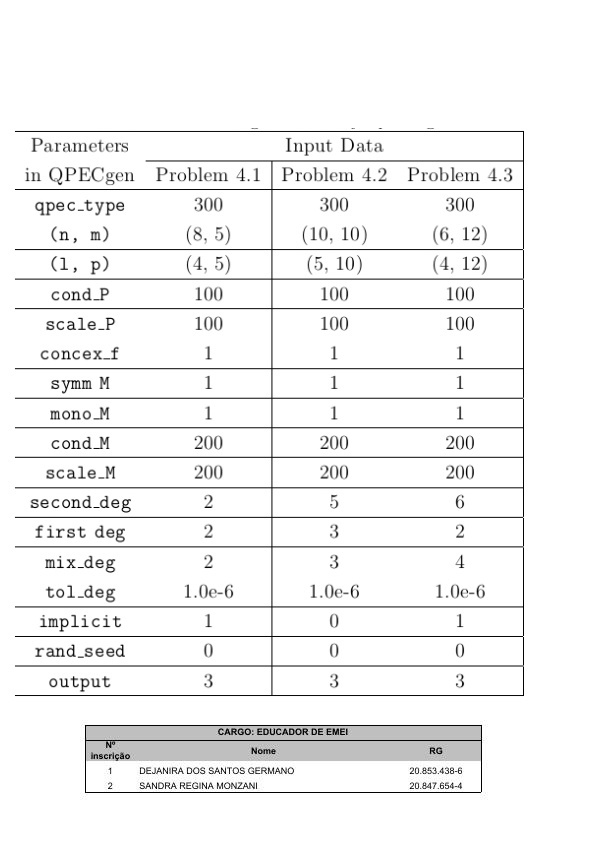 Parameters Input Data
in QPECgen Problem 4.1 Problem 4.2 Problem 4.3
qpec_type 300 300 300
(n, m) (8, 5) (10, 10) (6, 12)
(l, p) (4, 5) (5, 10) (4, 12)
cond_P 100 100 100
scale_P 100 100 100
concex_f 1 1 1
symm M 1 1 1
mono_M 1 1 1
cond_M 200 200 200
scale_M 200 200 200
second_deg 2 5 6
first deg 2 3 2
mix_deg 2 3 4
tol_deg 1.0e-6 1.0e-6 1.0e-6
implicit 1 0 1
rand_seed 0 0 0
output 3 3 3
CARGO: EDUCADOR DE EMEI
Nº inscrição Nome RG
1 DEJANIRA DOS SANTOS GERMANO 20.853.438-6
2 SANDRA REGINA MONZANI 20.847.654-4